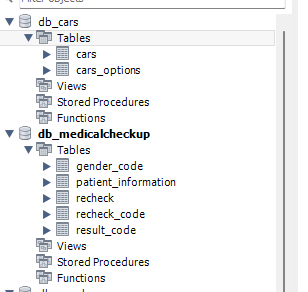 Filter objects
db_cars
Tables
cars
cars_options
Views
Stored Procedures
Functions
db_medicalcheckup
Tables
gender_code
patient_information
recheck
recheck_code
result_code
Views
Stored Procedures
Functions